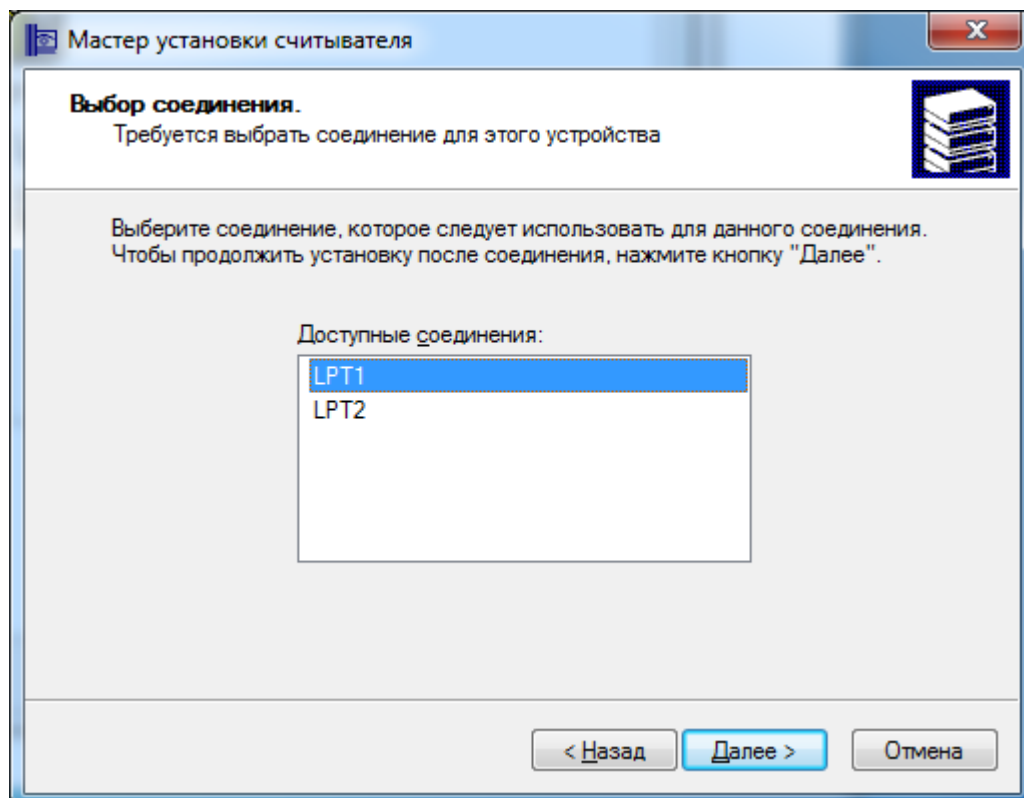 Мастер установки считывателя
Выбор соединения.
Требуется выбрать соединение для этого устройства
Выберите соединение, которое следует использовать для данного соединения.
Чтобы продолжить установку после соединения, нажмите кнопку "Далее".
Доступные соединения:
LPT1
LPT2
< Назад
Далее >
Отмена